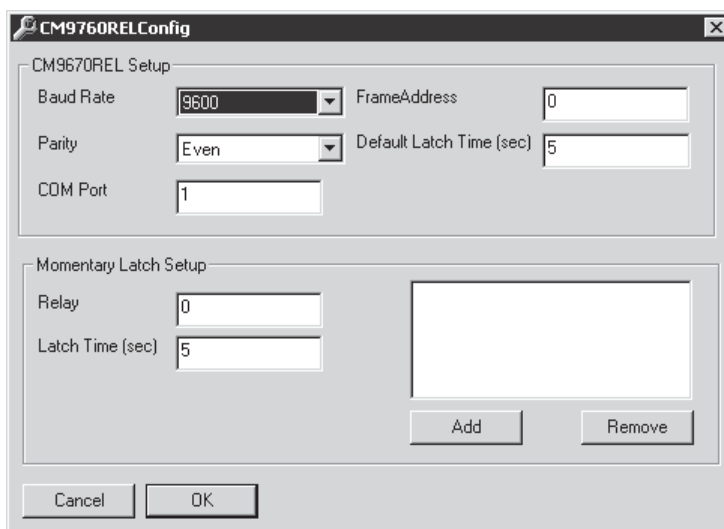 CM9760RELConfig
CM9670REL Setup
Baud Rate
9600
FrameAddress
0
Parity
Even
Default Latch Time (sec)
5
COM Port
1
Momentary Latch Setup
Relay
0
Latch Time (sec)
5
Add
Remove
Cancel
OK